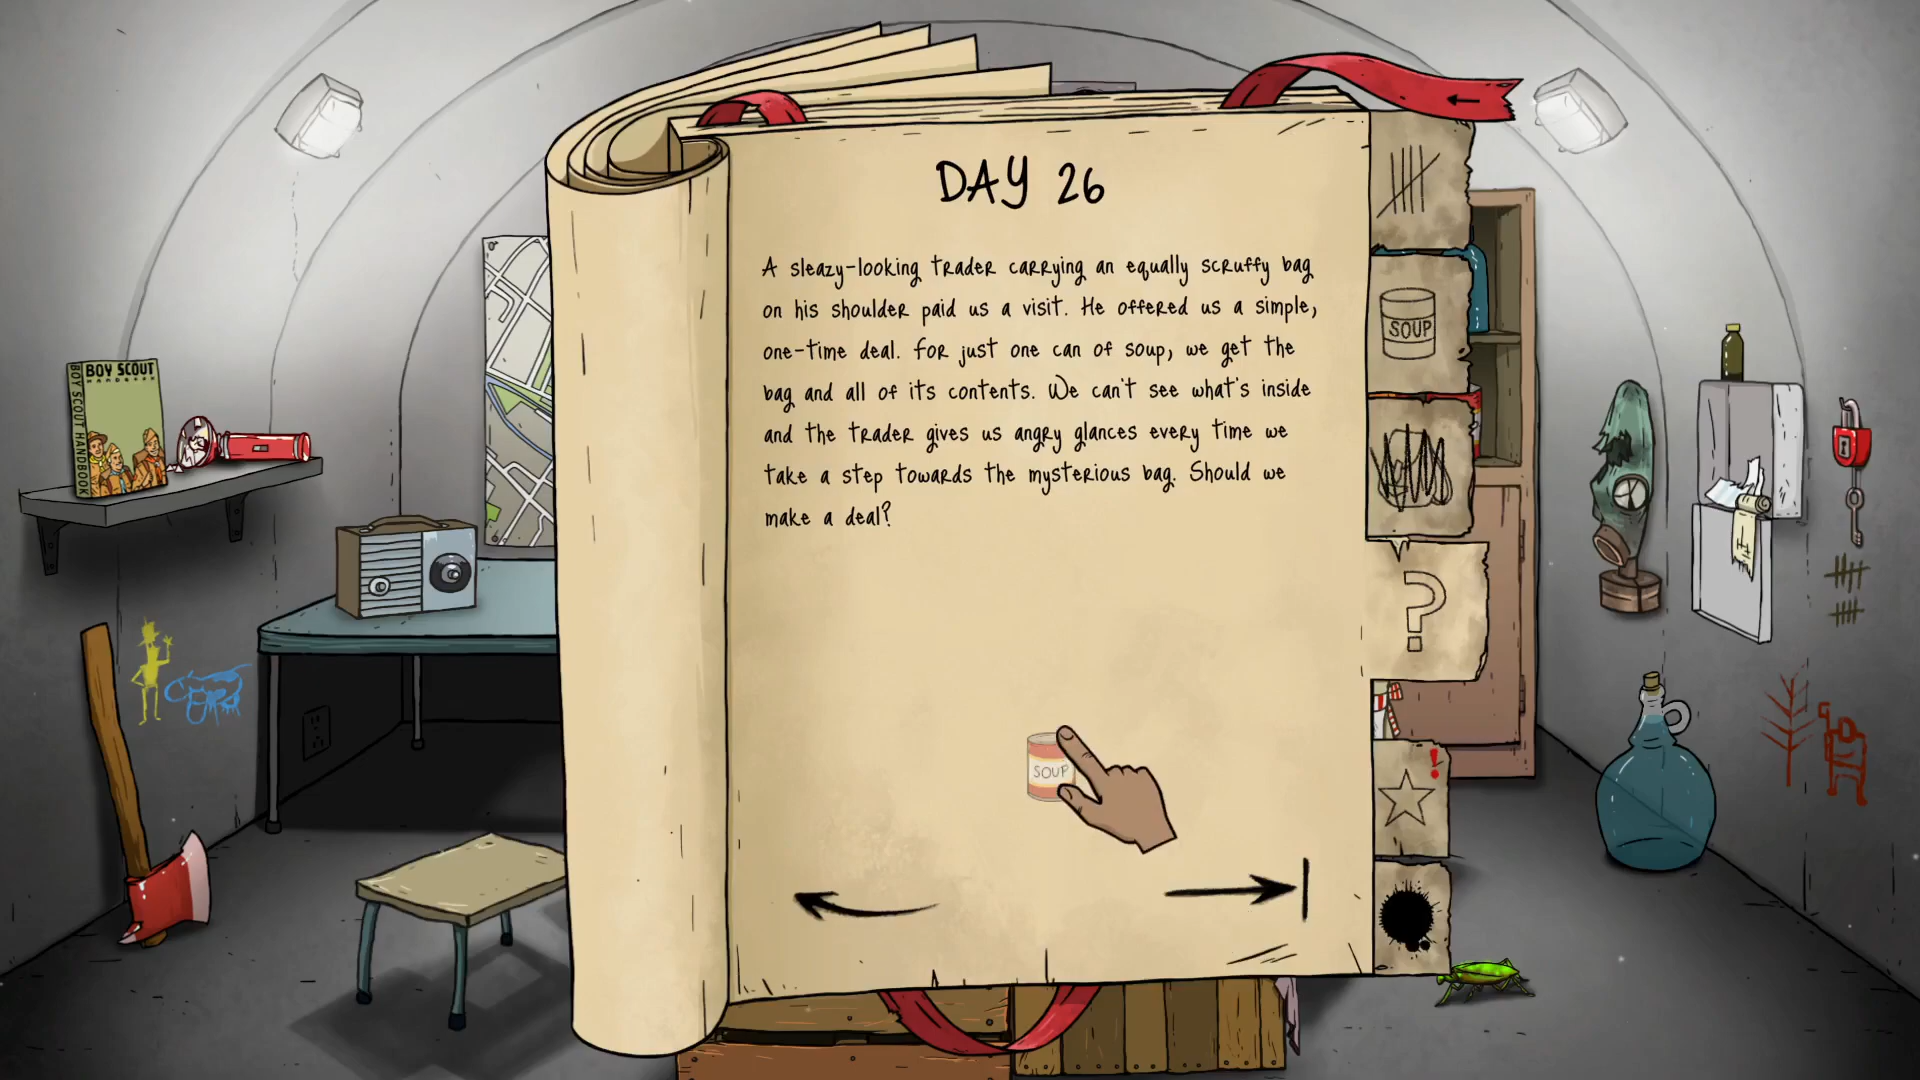 DAY 26
A sleazy-looking trader carrying an equally scruffy bag
on his shoulder paid us a visit. He offered us a simple,
one-time deal. For just one can of soup, we get the
bag and all of its contents. We can't see what's inside
and the trader gives us angry glances every time we
take a step towards the mysterious bag. Should we
make a deal?
SOUP
SOUP
!
BOY SCOUT
HANDBOOK
BOY SCOUT HANDBOOK